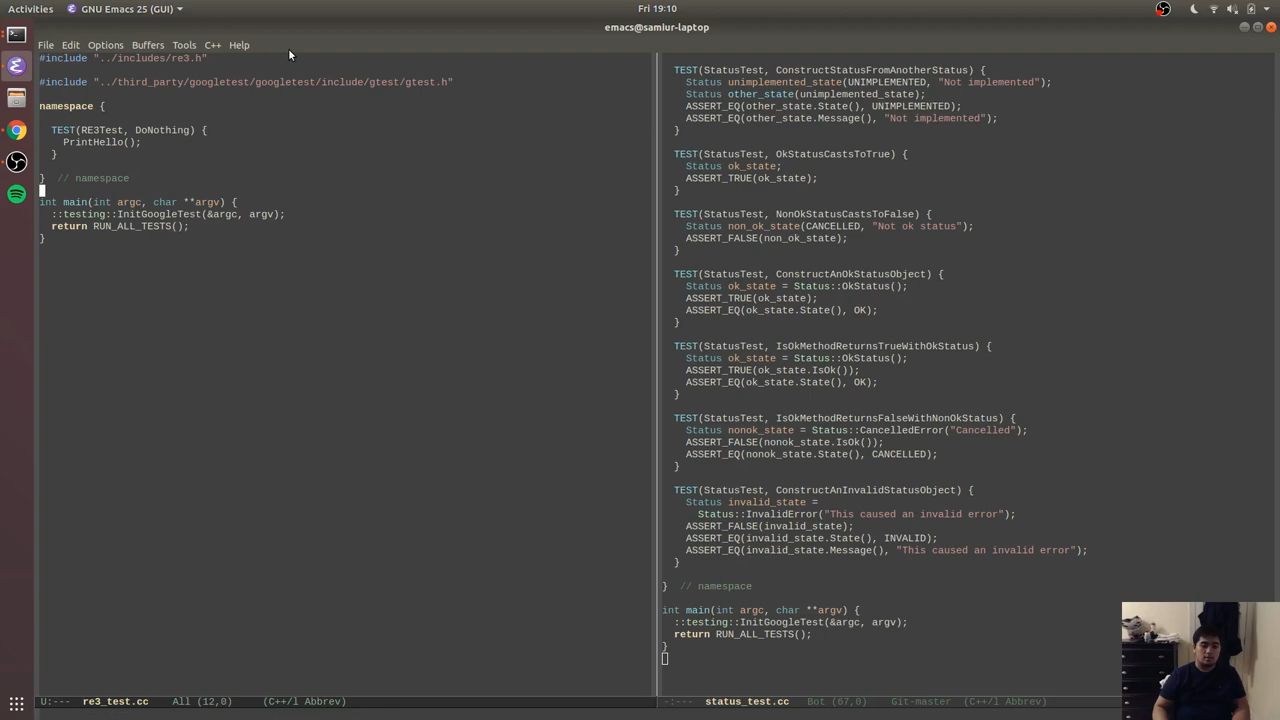 Activities
GNU Emacs 25 (GUI)
Fri 19:10
emacs@samiur-laptop
File Edit Options Buffers Tools C++ Help
#include "../includes/re3.h"
#include "../third_party/googletest/googletest/include/gtest/gtest.h"
namespace {
TEST(RE3Test, DoNothing) {
PrintHello();
}
} // namespace
int main(int argc, char **argv) {
::testing::InitGoogleTest(&argc, argv);
return RUN_ALL_TESTS();
}
U:--- re3_test.cc All (12,0) (C++/l Abbrev)
TEST(StatusTest, ConstructStatusFromAnotherStatus) {
Status unimplemented_state(UNIMPLEMENTED, "Not implemented");
Status other_state(unimplemented_state);
ASSERT_EQ(other_state.State(), UNIMPLEMENTED);
ASSERT_EQ(other_state.Message(), "Not implemented");
}
TEST(StatusTest, OkStatusCastsToTrue) {
Status ok_state;
ASSERT_TRUE(ok_state);
}
TEST(StatusTest, NonOkStatusCastsToFalse) {
Status non_ok_state(CANCELLED, "Not ok status");
ASSERT_FALSE(non_ok_state);
}
TEST(StatusTest, ConstructAnOkStatusObject) {
Status ok_state = Status::OkStatus();
ASSERT_TRUE(ok_state);
ASSERT_EQ(ok_state.State(), OK);
}
TEST(StatusTest, IsOkMethodReturnsTrueWithOkStatus) {
Status ok_state = Status::OkStatus();
ASSERT_TRUE(ok_state.IsOk());
ASSERT_EQ(ok_state.State(), OK);
}
TEST(StatusTest, IsOkMethodReturnsFalseWithNonOkStatus) {
Status nonok_state = Status::CancelledError("Cancelled");
ASSERT_FALSE(nonok_state.IsOk());
ASSERT_EQ(nonok_state.State(), CANCELLED);
}
TEST(StatusTest, ConstructAnInvalidStatusObject) {
Status invalid_state =
Status::InvalidError("This caused an invalid error");
ASSERT_FALSE(invalid_state);
ASSERT_EQ(invalid_state.State(), INVALID);
ASSERT_EQ(invalid_state.Message(), "This caused an invalid error");
}
} // namespace
int main(int argc, char **argv) {
::testing::InitGoogleTest(&argc, argv);
return RUN_ALL_TESTS();
}
-:--- status_test.cc Bot (67,0) Git-master (C++/l Abbrev)